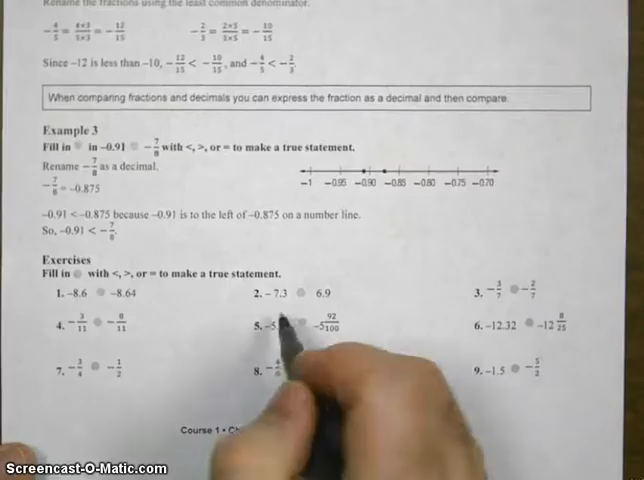 Rename the fractions using the least common denominator.
-4/5 = 4×3/5×3 = -12/15
-2/3 = 2×5/3×5 = -10/15
Since -12 is less than -10, -12/15 < -10/15, and -4/5 < -2/3.
When comparing fractions and decimals you can express the fraction as a decimal and then compare.
Example 3
Fill in in -0.91 -7/8 with <, >, or = to make a true statement.
Rename -7/8 as a decimal.
-7/8 = -0.875
-1 -0.95 -0.90 -0.85 -0.80 -0.75 -0.70
-0.91 < -0.875 because -0.91 is to the left of -0.875 on a number line.
So, -0.91 < -7/8.
Exercises
Fill in with <, >, or = to make a true statement.
1. -8.6 -8.64
2. -7.3 6.9
3. -3/7 -2/7
4. -3/11 -8/11
5. -5 -5 92/100
6. -12.32 -12 8/25
7. -3/4 -1/2
8.
9. -1.5 -5/2
Course 1 •
Screencast-O-Matic.com